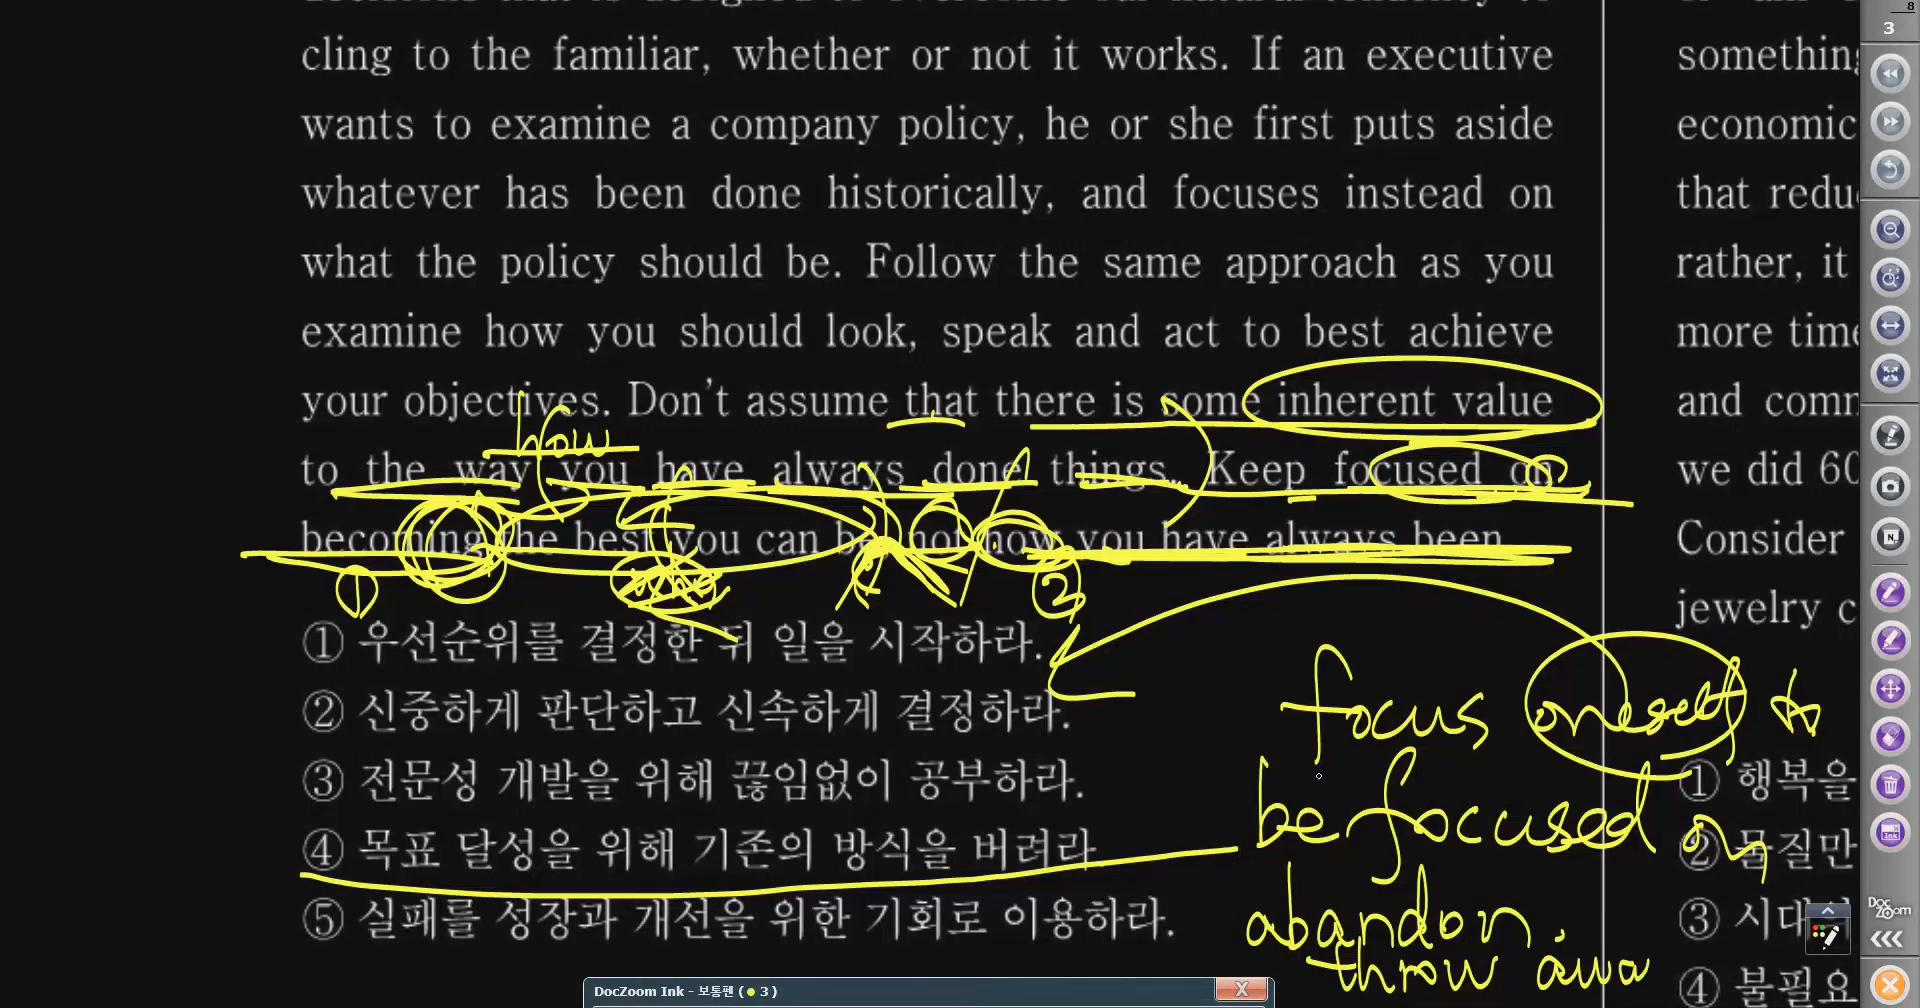 cling to the familiar, whether or not it works. If an executive
wants to examine a company policy, he or she first puts aside
whatever has been done historically, and focuses instead on
what the policy should be. Follow the same approach as you
examine how you should look, speak and act to best achieve
your objectives. Don't assume that there is some inherent value
how
to the way you have always done things. Keep focused on
becoming the best you can be, not how you have always been.
①
②
① 우선순위를 결정한 뒤 일을 시작하라.
② 신중하게 판단하고 신속하게 결정하라.
③ 전문성 개발을 위해 끊임없이 공부하라.
④ 목표 달성을 위해 기존의 방식을 버려라.
⑤ 실패를 성장과 개선을 위한 기회로 이용하라.
focus oneself to
be focused on
abandon
throw awa
economic
that redu
rather, it
more time
and comm
we did 60
Consider
jewelry c
① 행복을
② 물질만
③ 시대
④ 불필요
8
3
Doc Zoom
DocZoom Ink - 보통펜 ( 3 )